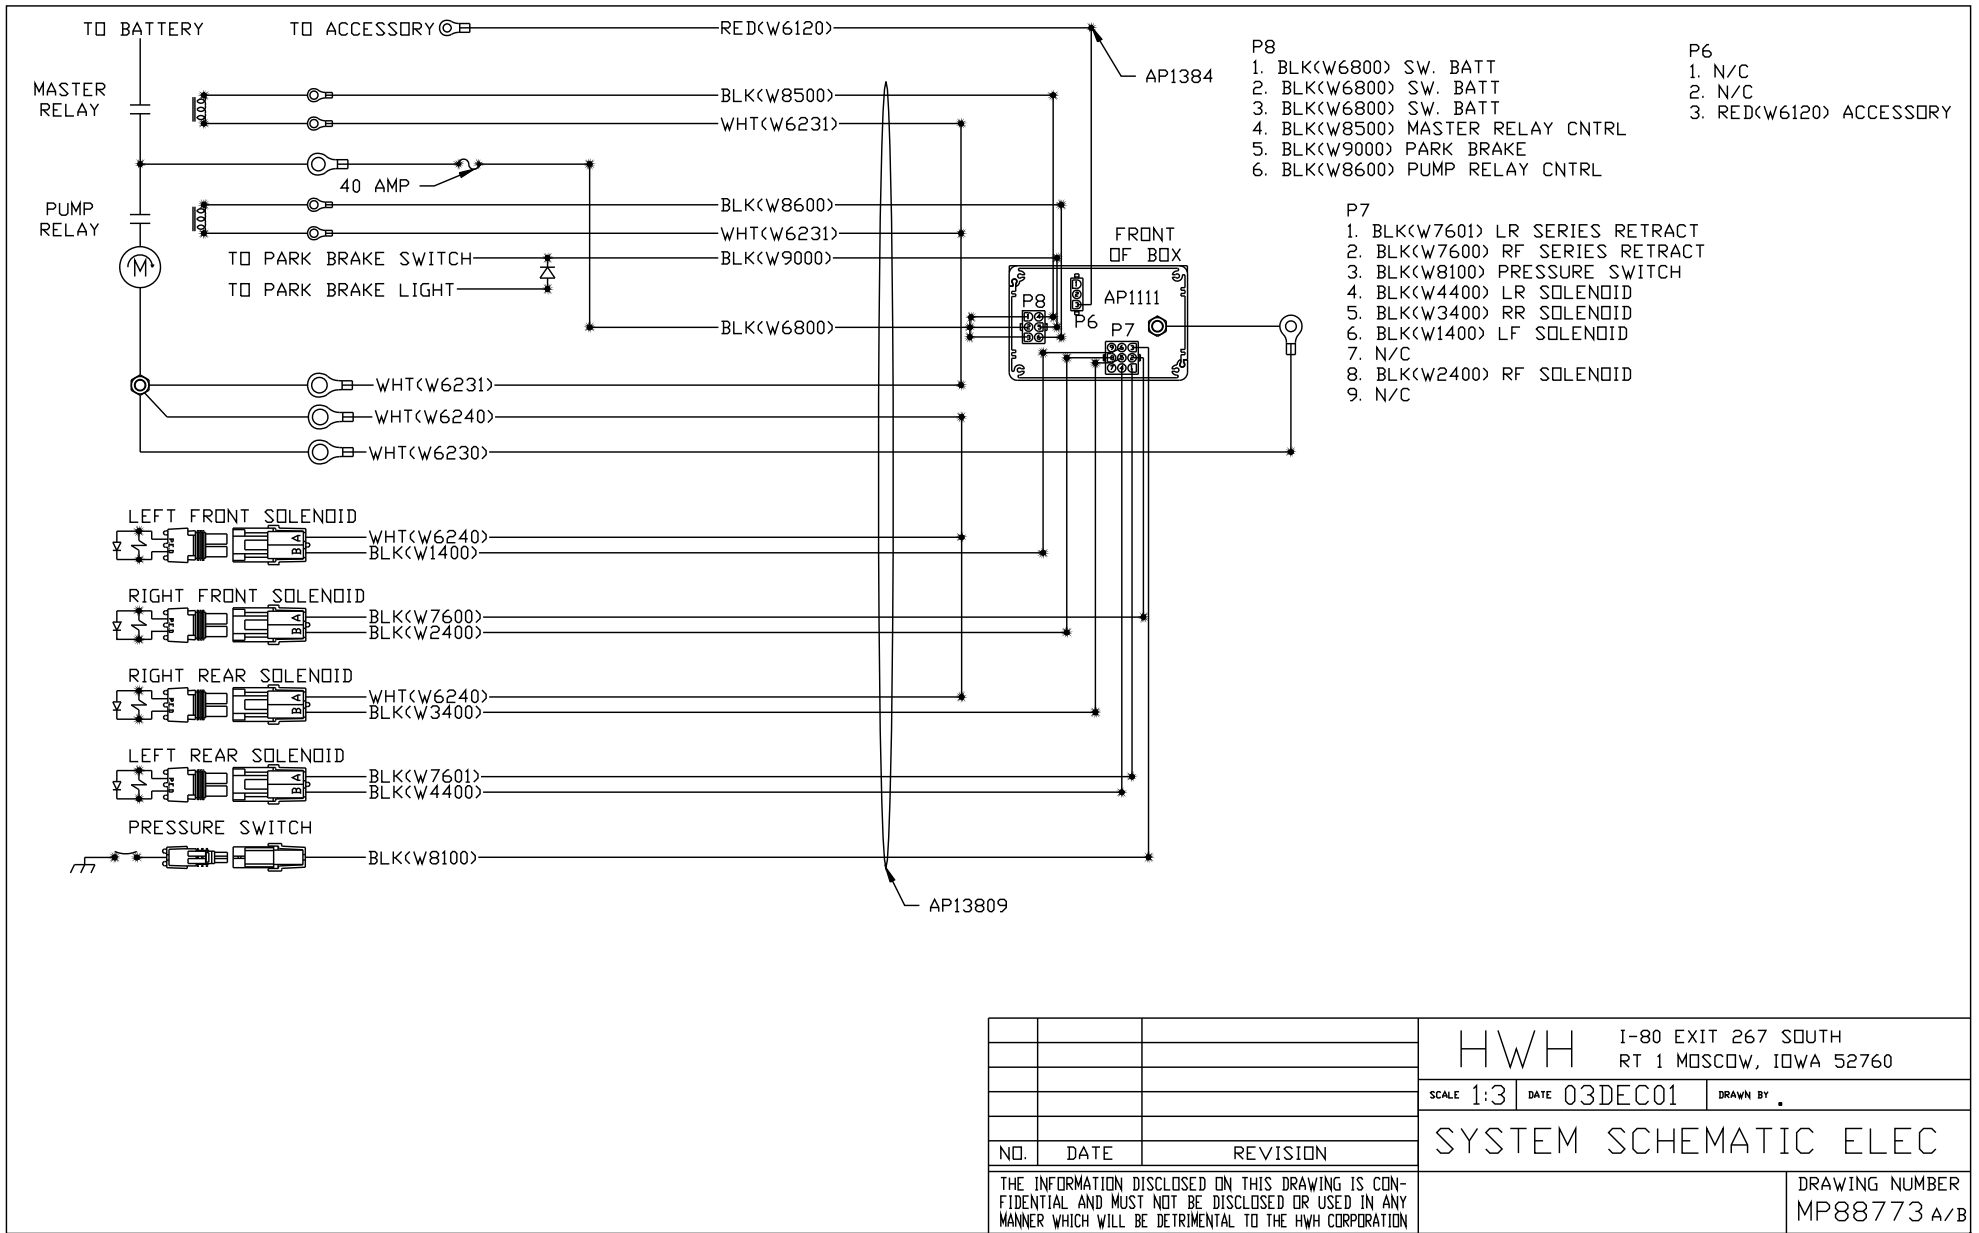 TO BATTERY
TO ACCESSORY
RED(W6120)
AP1384
MASTER
RELAY
BLK(W8500)
WHT(W6231)
40 AMP
PUMP
RELAY
BLK(W8600)
WHT(W6231)
M
TO PARK BRAKE SWITCH
BLK(W9000)
TO PARK BRAKE LIGHT
BLK(W6800)
FRONT
OF BOX
P8
P6
AP1111
P7
WHT(W6231)
WHT(W6240)
WHT(W6230)
LEFT FRONT SOLENOID
A
B
WHT(W6240)
BLK(W1400)
RIGHT FRONT SOLENOID
A
B
BLK(W7600)
BLK(W2400)
RIGHT REAR SOLENOID
A
B
WHT(W6240)
BLK(W3400)
LEFT REAR SOLENOID
A
B
BLK(W7601)
BLK(W4400)
PRESSURE SWITCH
BLK(W8100)
AP13809
P8
1. BLK(W6800) SW. BATT
2. BLK(W6800) SW. BATT
3. BLK(W6800) SW. BATT
4. BLK(W8500) MASTER RELAY CNTRL
5. BLK(W9000) PARK BRAKE
6. BLK(W8600) PUMP RELAY CNTRL
P6
1. N/C
2. N/C
3. RED(W6120) ACCESSORY
P7
1. BLK(W7601) LR SERIES RETRACT
2. BLK(W7600) RF SERIES RETRACT
3. BLK(W8100) PRESSURE SWITCH
4. BLK(W4400) LR SOLENOID
5. BLK(W3400) RR SOLENOID
6. BLK(W1400) LF SOLENOID
7. N/C
8. BLK(W2400) RF SOLENOID
9. N/C
NO. DATE REVISION
THE INFORMATION DISCLOSED ON THIS DRAWING IS CON-
FIDENTIAL AND MUST NOT BE DISCLOSED OR USED IN ANY
MANNER WHICH WILL BE DETRIMENTAL TO THE HWH CORPORATION
HWH
I-80 EXIT 267 SOUTH
RT 1 MOSCOW, IOWA 52760
SCALE 1:3 DATE 03DEC01 DRAWN BY .
SYSTEM SCHEMATIC ELEC
DRAWING NUMBER
MP88773 A/B